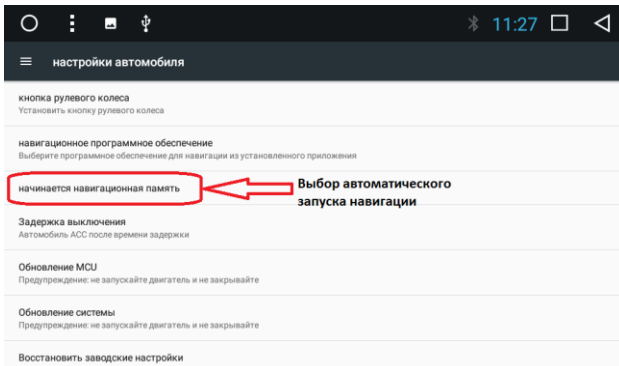 11:27
настройки автомобиля
кнопка рулевого колеса
Установить кнопку рулевого колеса
навигационное программное обеспечение
Выберите программное обеспечение для навигации из установленного приложения
начинается навигационная память
Выбор автоматического
запуска навигации
Задержка выключения
Автомобиль ACC после времени задержки
Обновление MCU
Предупреждение: не запускайте двигатель и не закрывайте
Обновление системы
Предупреждение: не запускайте двигатель и не закрывайте
Восстановить заводские настройки